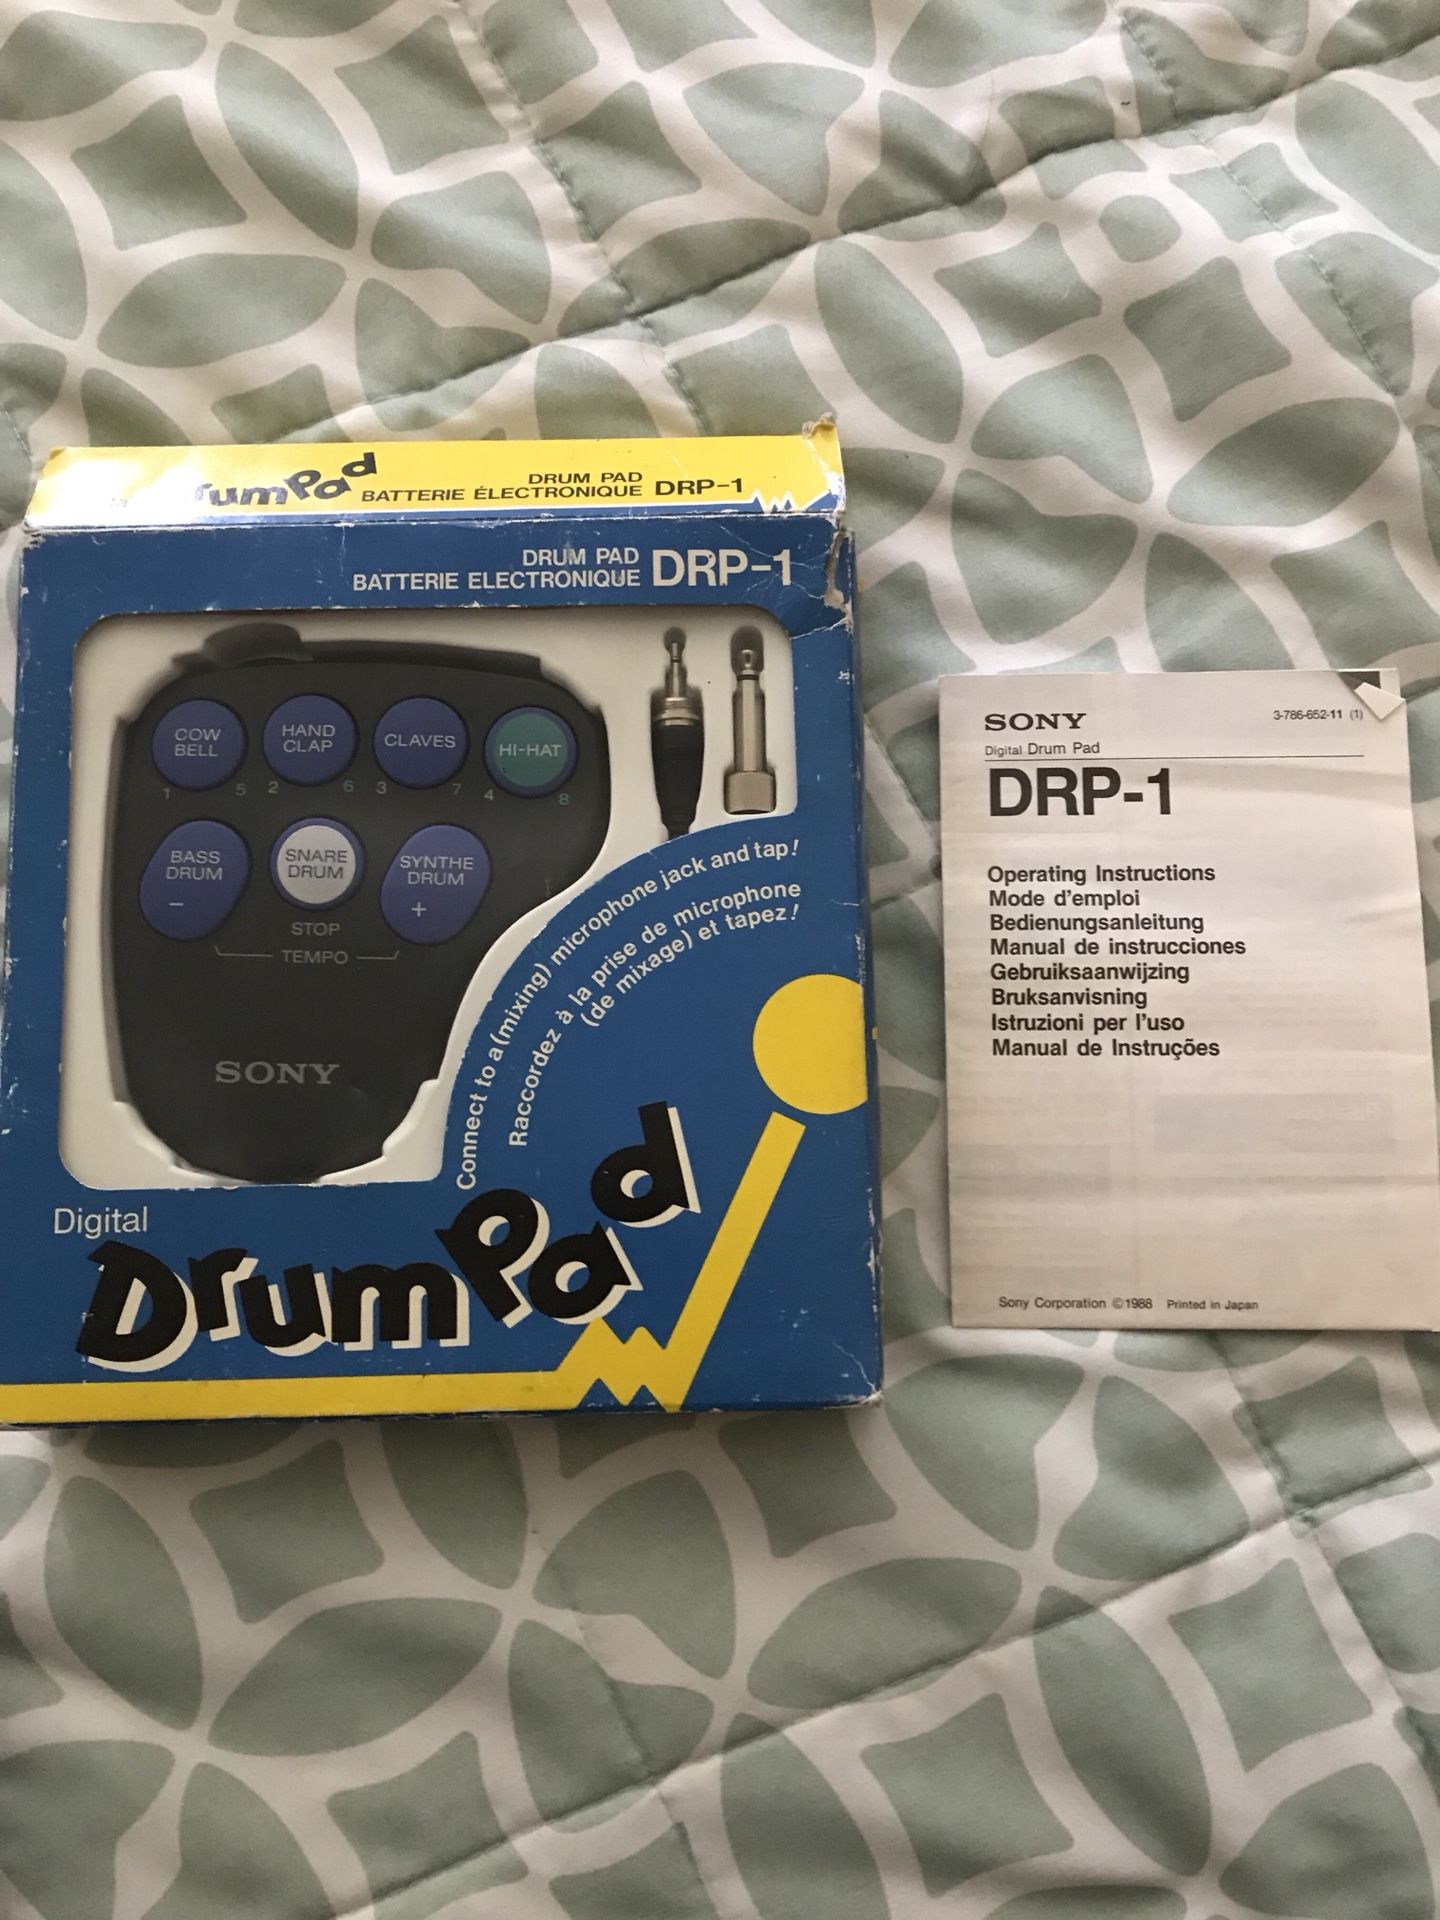 DrumPad
DRUM PAD
BATTERIE ÉLECTRONIQUE DRP-1
DRUM PAD
BATTERIE ELECTRONIQUE DRP-1
COW
BELL
HAND
CLAP
CLAVES
HI-HAT
1 5 2 6 3 7 4 8
BASS
DRUM
-
SNARE
DRUM
SYNTHE
DRUM
+
STOP
TEMPO
SONY
Connect to a (mixing) microphone jack and tap!
Raccordez à la prise de microphone
(de mixage) et tapez!
Digital
DrumPad
SONY
3-786-652-11 (1)
Digital Drum Pad
DRP-1
Operating Instructions
Mode d'emploi
Bedienungsanleitung
Manual de instrucciones
Gebruiksaanwijzing
Bruksanvisning
Istruzioni per l'uso
Manual de Instruções
Sony Corporation ©1988 Printed in Japan